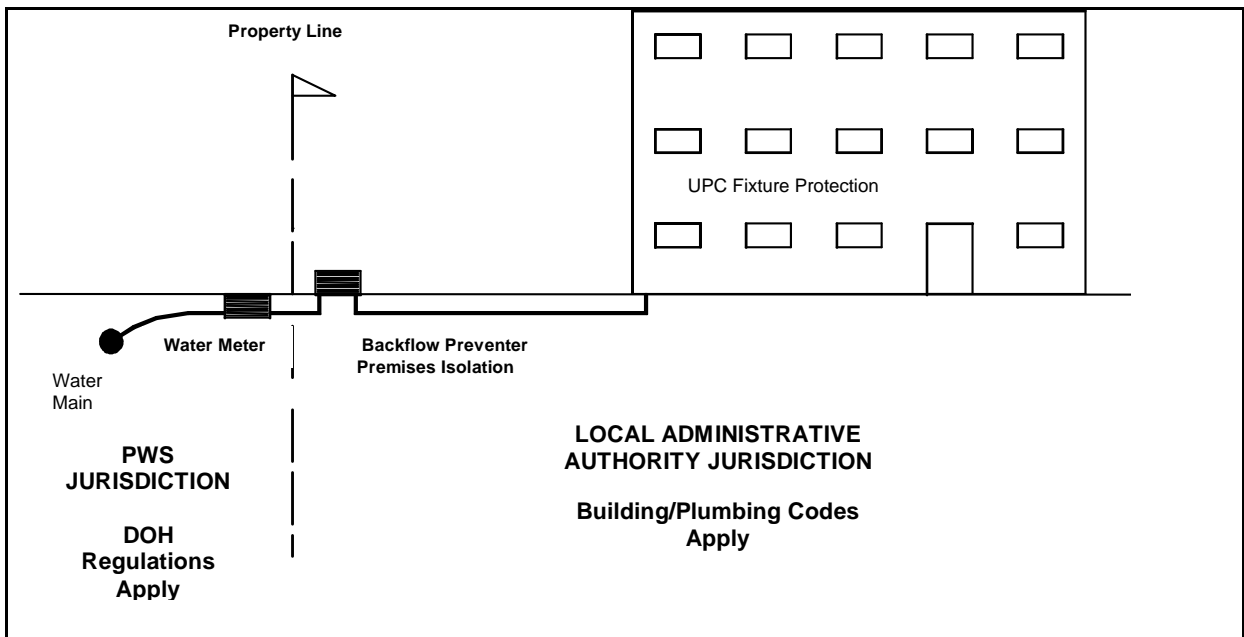 Property Line
UPC Fixture Protection
Water Meter
Backflow Preventer
Premises Isolation
Water
Main
PWS
JURISDICTION
DOH
Regulations
Apply
LOCAL ADMINISTRATIVE
AUTHORITY JURISDICTION
Building/Plumbing Codes
Apply